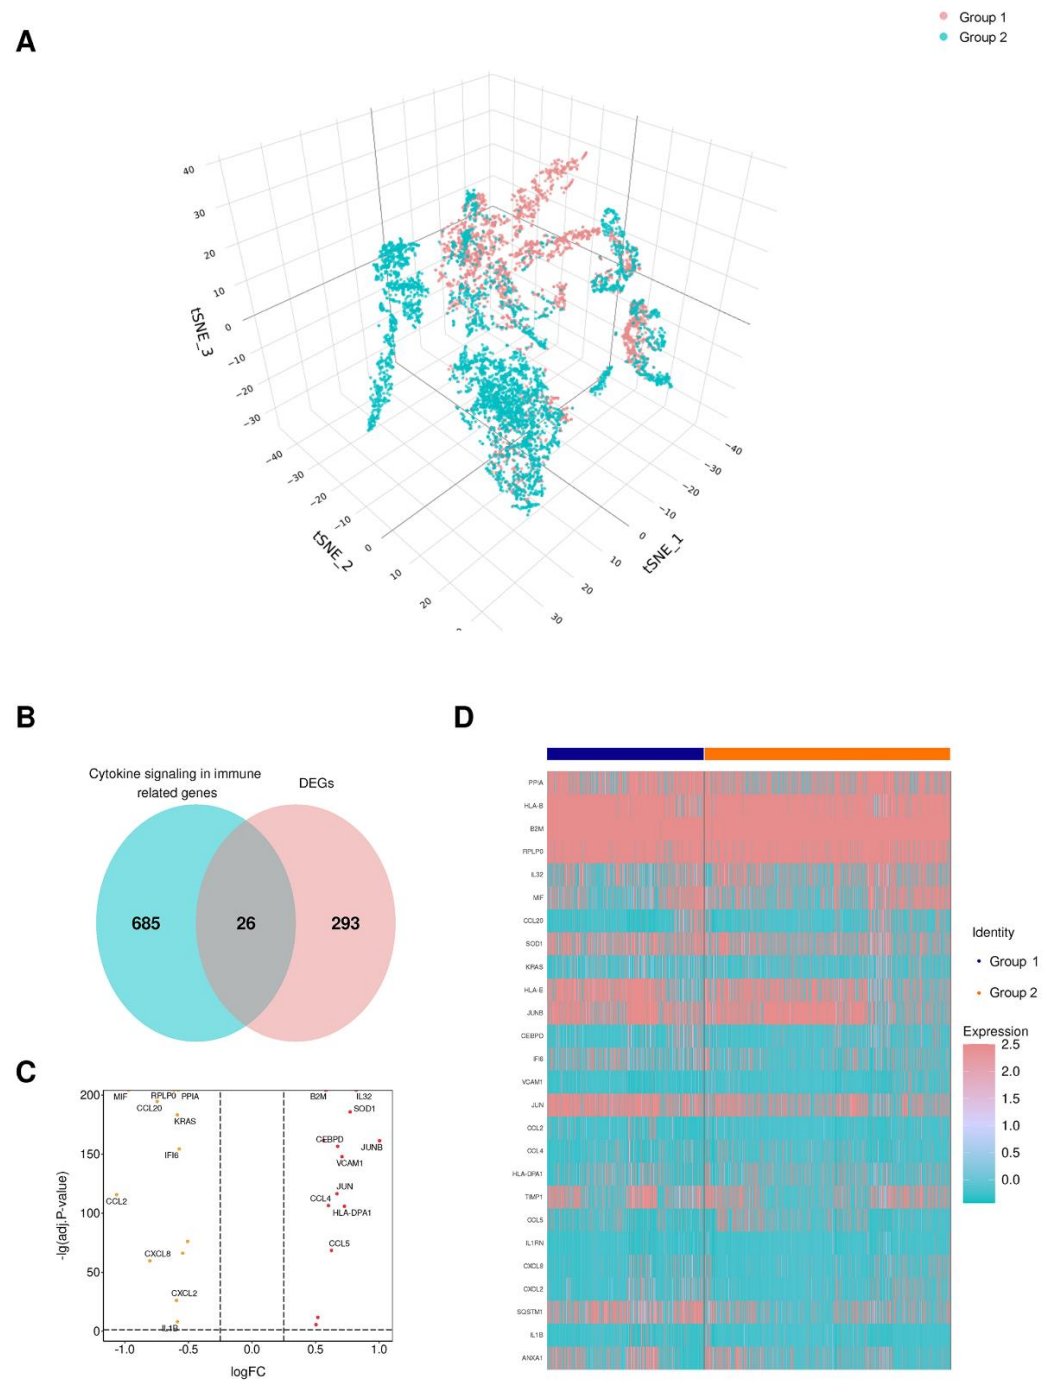 Group 1
Group 2
A
40
30
20
10
0
−10
−20
−30
tSNE_3
−40
−30
−20
−10
0
10
20
tSNE_2
−40
−30
−20
−10
0
10
20
30
tSNE_1
B
Cytokine signaling in immune
related genes
DEGs
685
26
293
C
200
150
100
50
0
-lg(adj.P-value)
MIF
RPLP0
PPIA
CCL20
KRAS
IFI6
CCL2
CXCL8
CXCL2
IL1B
B2M
IL32
SOD1
CEBPD
JUNB
VCAM1
JUN
CCL4
HLA-DPA1
CCL5
-1.0
-0.5
0.0
0.5
1.0
logFC
D
PPIA
HLA-B
B2M
RPLP0
IL32
MIF
CCL20
SOD1
KRAS
HLA-E
JUNB
CEBPD
IFI6
VCAM1
JUN
CCL2
CCL4
HLA-DPA1
TIMP1
CCL5
IL1RN
CXCL8
CXCL2
SQSTM1
IL1B
ANXA1
Identity
Group 1
Group 2
Expression
2.5
2.0
1.5
1.0
0.5
0.0